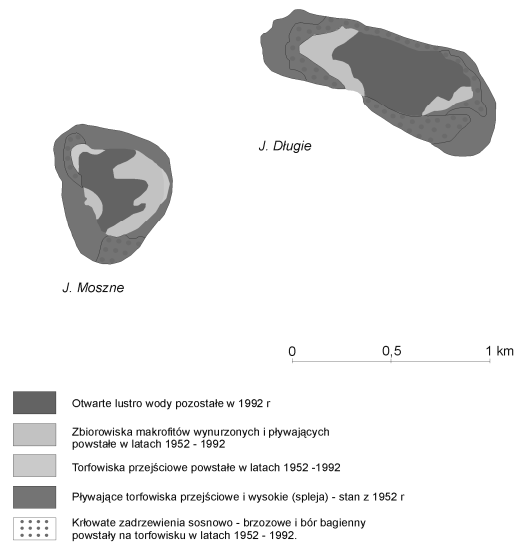 J. Długie
J. Moszne
0 0,5 1 km
Otwarte lustro wody pozostałe w 1992 r
Zbiorowiska makrofitów wynurzonych i pływających
powstałe w latach 1952 - 1992
Torfowiska przejściowe powstałe w latach 1952 -1992
Pływające torfowiska przejściowe i wysokie (spleja) - stan z 1952 r
Krłowate zadrzewienia sosnowo - brzozowe i bór bagienny
powstały na torfowisku w latach 1952 - 1992.